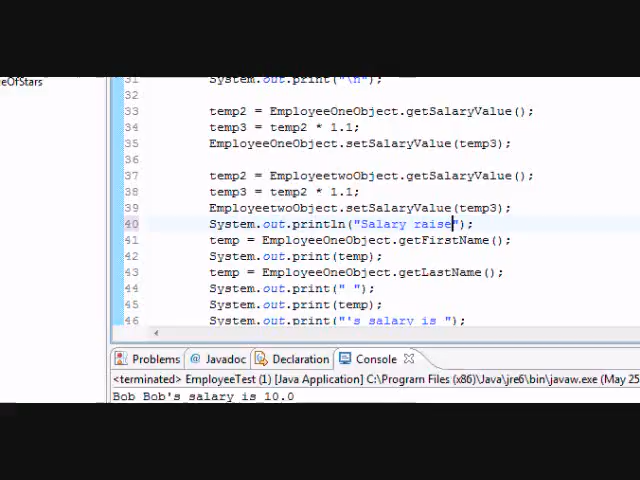 eOfStars
31 System.out.print("\n");
32
33 temp2 = EmployeeOneObject.getSalaryValue();
34 temp3 = temp2 * 1.1;
35 EmployeeOneObject.setSalaryValue(temp3);
36
37 temp2 = EmployeetwoObject.getSalaryValue();
38 temp3 = temp2 * 1.1;
39 EmployeetwoObject.setSalaryValue(temp3);
40 System.out.println("Salary raise");
41 temp = EmployeeOneObject.getFirstName();
42 System.out.print(temp);
43 temp = EmployeeOneObject.getLastName();
44 System.out.print(" ");
45 System.out.print(temp);
46 System.out.print("'s salary is ");
Problems @ Javadoc Declaration Console
<terminated> EmployeeTest (1) [Java Application] C:\Program Files (x86)\Java\jre6\bin\javaw.exe (May 25
Bob Bob's salary is 10.0